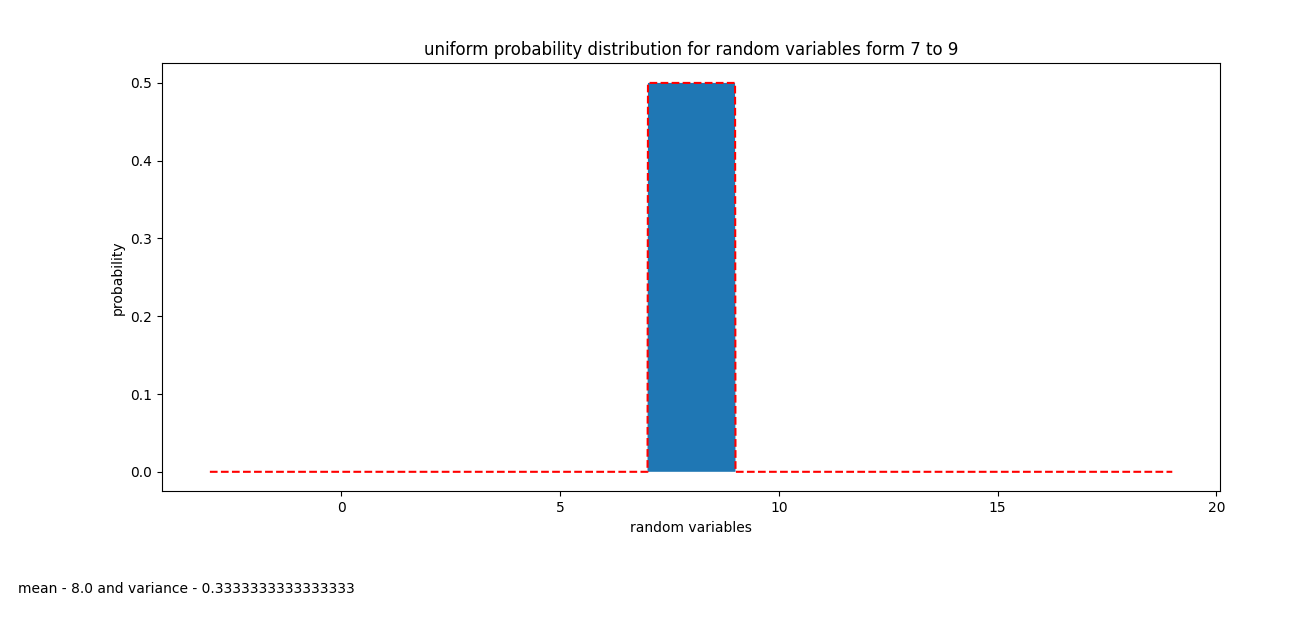 uniform probability distribution for random variables form 7 to 9
probability
0.5
0.4
0.3
0.2
0.1
0.0
0 5 10 15 20
random variables
mean - 8.0 and variance - 0.3333333333333333